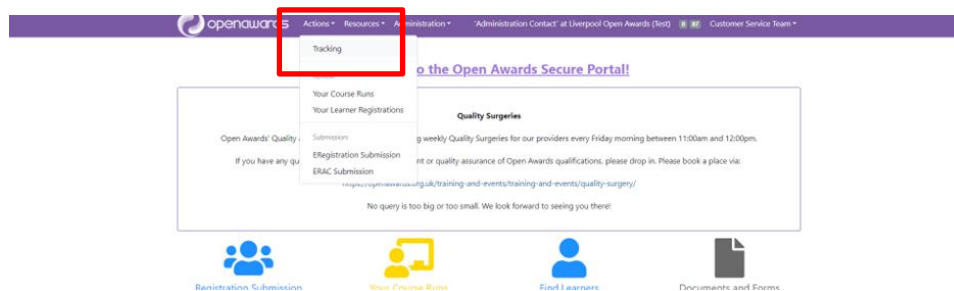 openawards Actions Resources Administration 'Administration Contact' at Liverpool Open Awards (Test) Customer Service Team
Tracking
o the Open Awards Secure Portal!
Your Course Runs
Your Learner Registrations
Quality Surgeries
Submission
Open Awards' Quality g weekly Quality Surgeries for our providers every Friday morning between 11:00am and 12:00pm.
ERegistration Submission
If you have any qu nt or quality assurance of Open Awards qualifications, please drop in. Please book a place via:
ERAC Submission
https://openawards.org.uk/training-and-events/training-and-events/quality-surgery/
No query is too big or too small. We look forward to seeing you there!
Registration Submission Your Course Runs Find Learners Documents and Forms